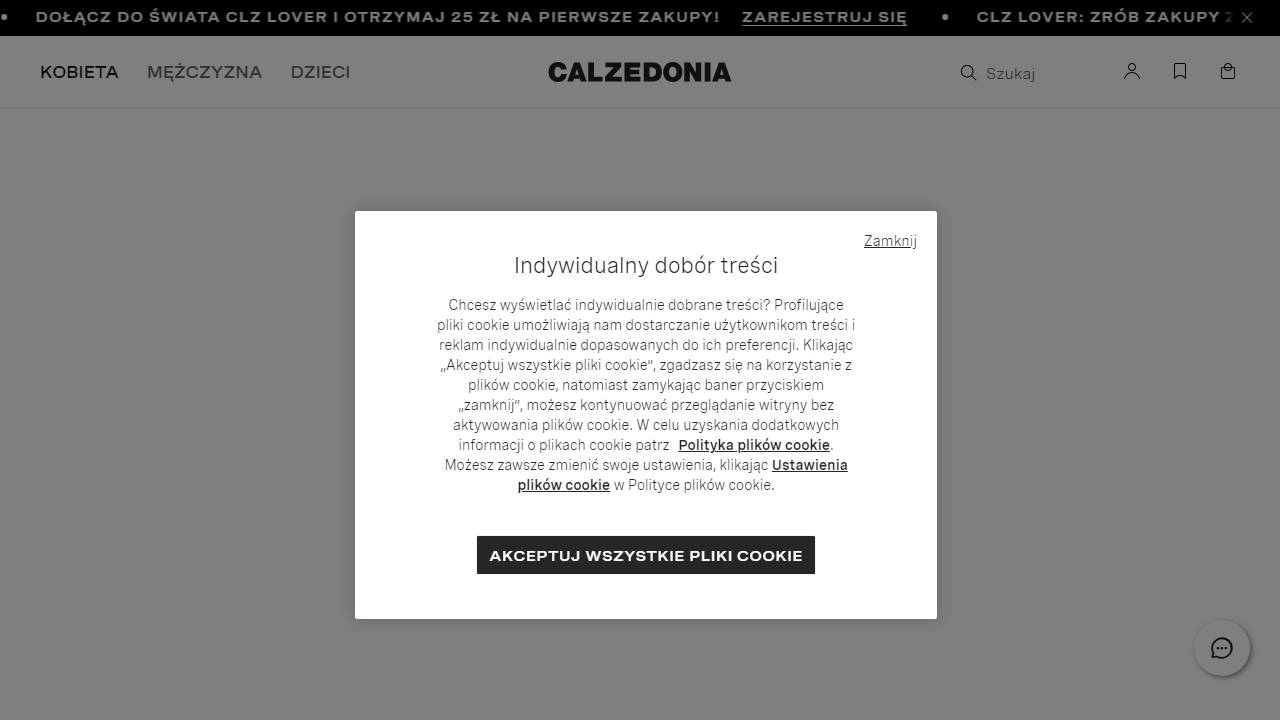 DOŁĄCZ DO ŚWIATA CLZ LOVER I OTRZYMAJ 25 ZŁ NA PIERWSZE ZAKUPY! ZAREJESTRUJ SIĘ • CLZ LOVER: ZRÓB ZAKUPY Z
KOBIETA MĘŻCZYZNA DZIECI CALZEDONIA Szukaj
Zamknij
Indywidualny dobór treści
Chcesz wyświetlać indywidualnie dobrane treści? Profilujące
pliki cookie umożliwiają nam dostarczanie użytkownikom treści i
reklam indywidualnie dopasowanych do ich preferencji. Klikając
„Akceptuj wszystkie pliki cookie”, zgadzasz się na korzystanie z
plików cookie, natomiast zamykając baner przyciskiem
„zamknij”, możesz kontynuować przeglądanie witryny bez
aktywowania plików cookie. W celu uzyskania dodatkowych
informacji o plikach cookie patrz Polityka plików cookie.
Możesz zawsze zmienić swoje ustawienia, klikając Ustawienia
plików cookie w Polityce plików cookie.
AKCEPTUJ WSZYSTKIE PLIKI COOKIE